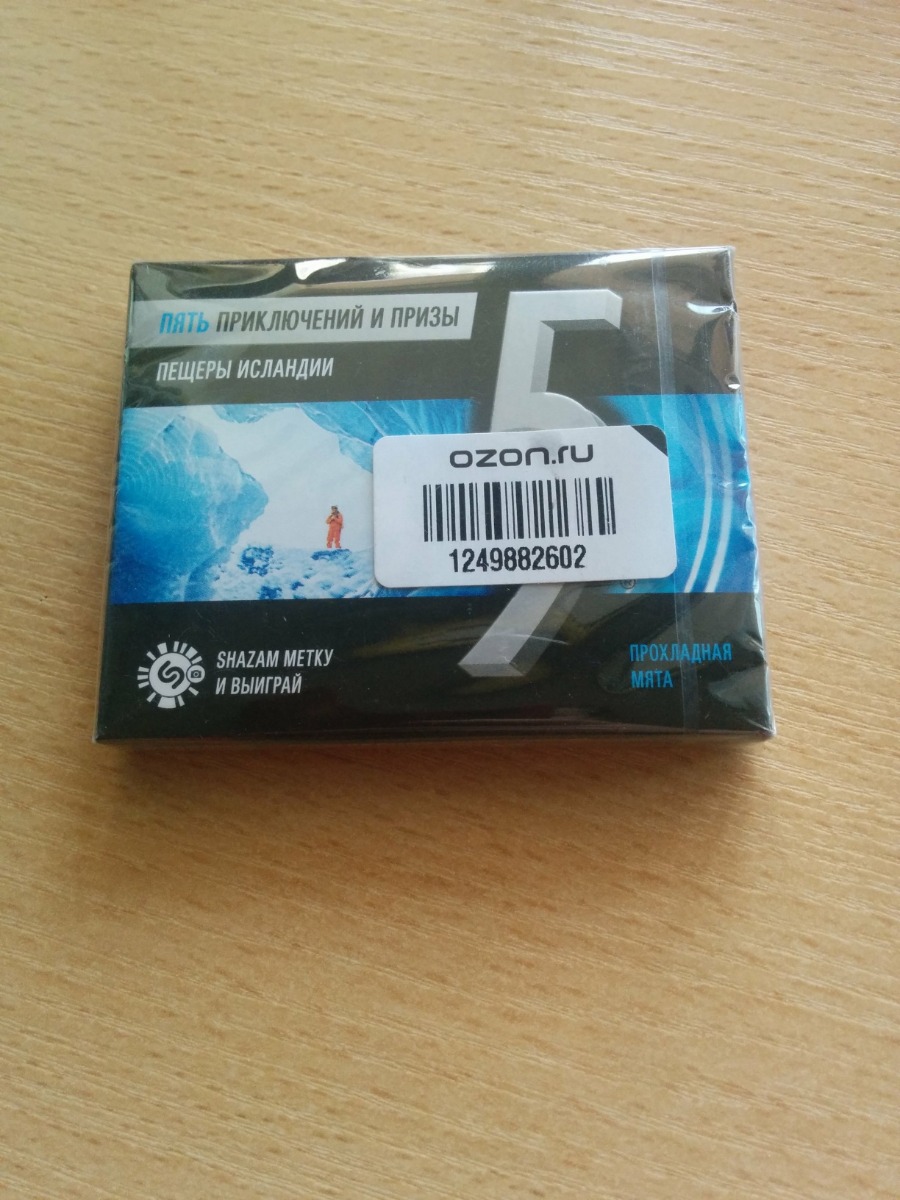 ПЯТЬ ПРИКЛЮЧЕНИЙ И ПРИЗЫ
ПЕЩЕРЫ ИСЛАНДИИ
5
ozon.ru
1249882602
SHAZAM МЕТКУ
И ВЫИГРАЙ
ПРОХЛАДНАЯ
МЯТА